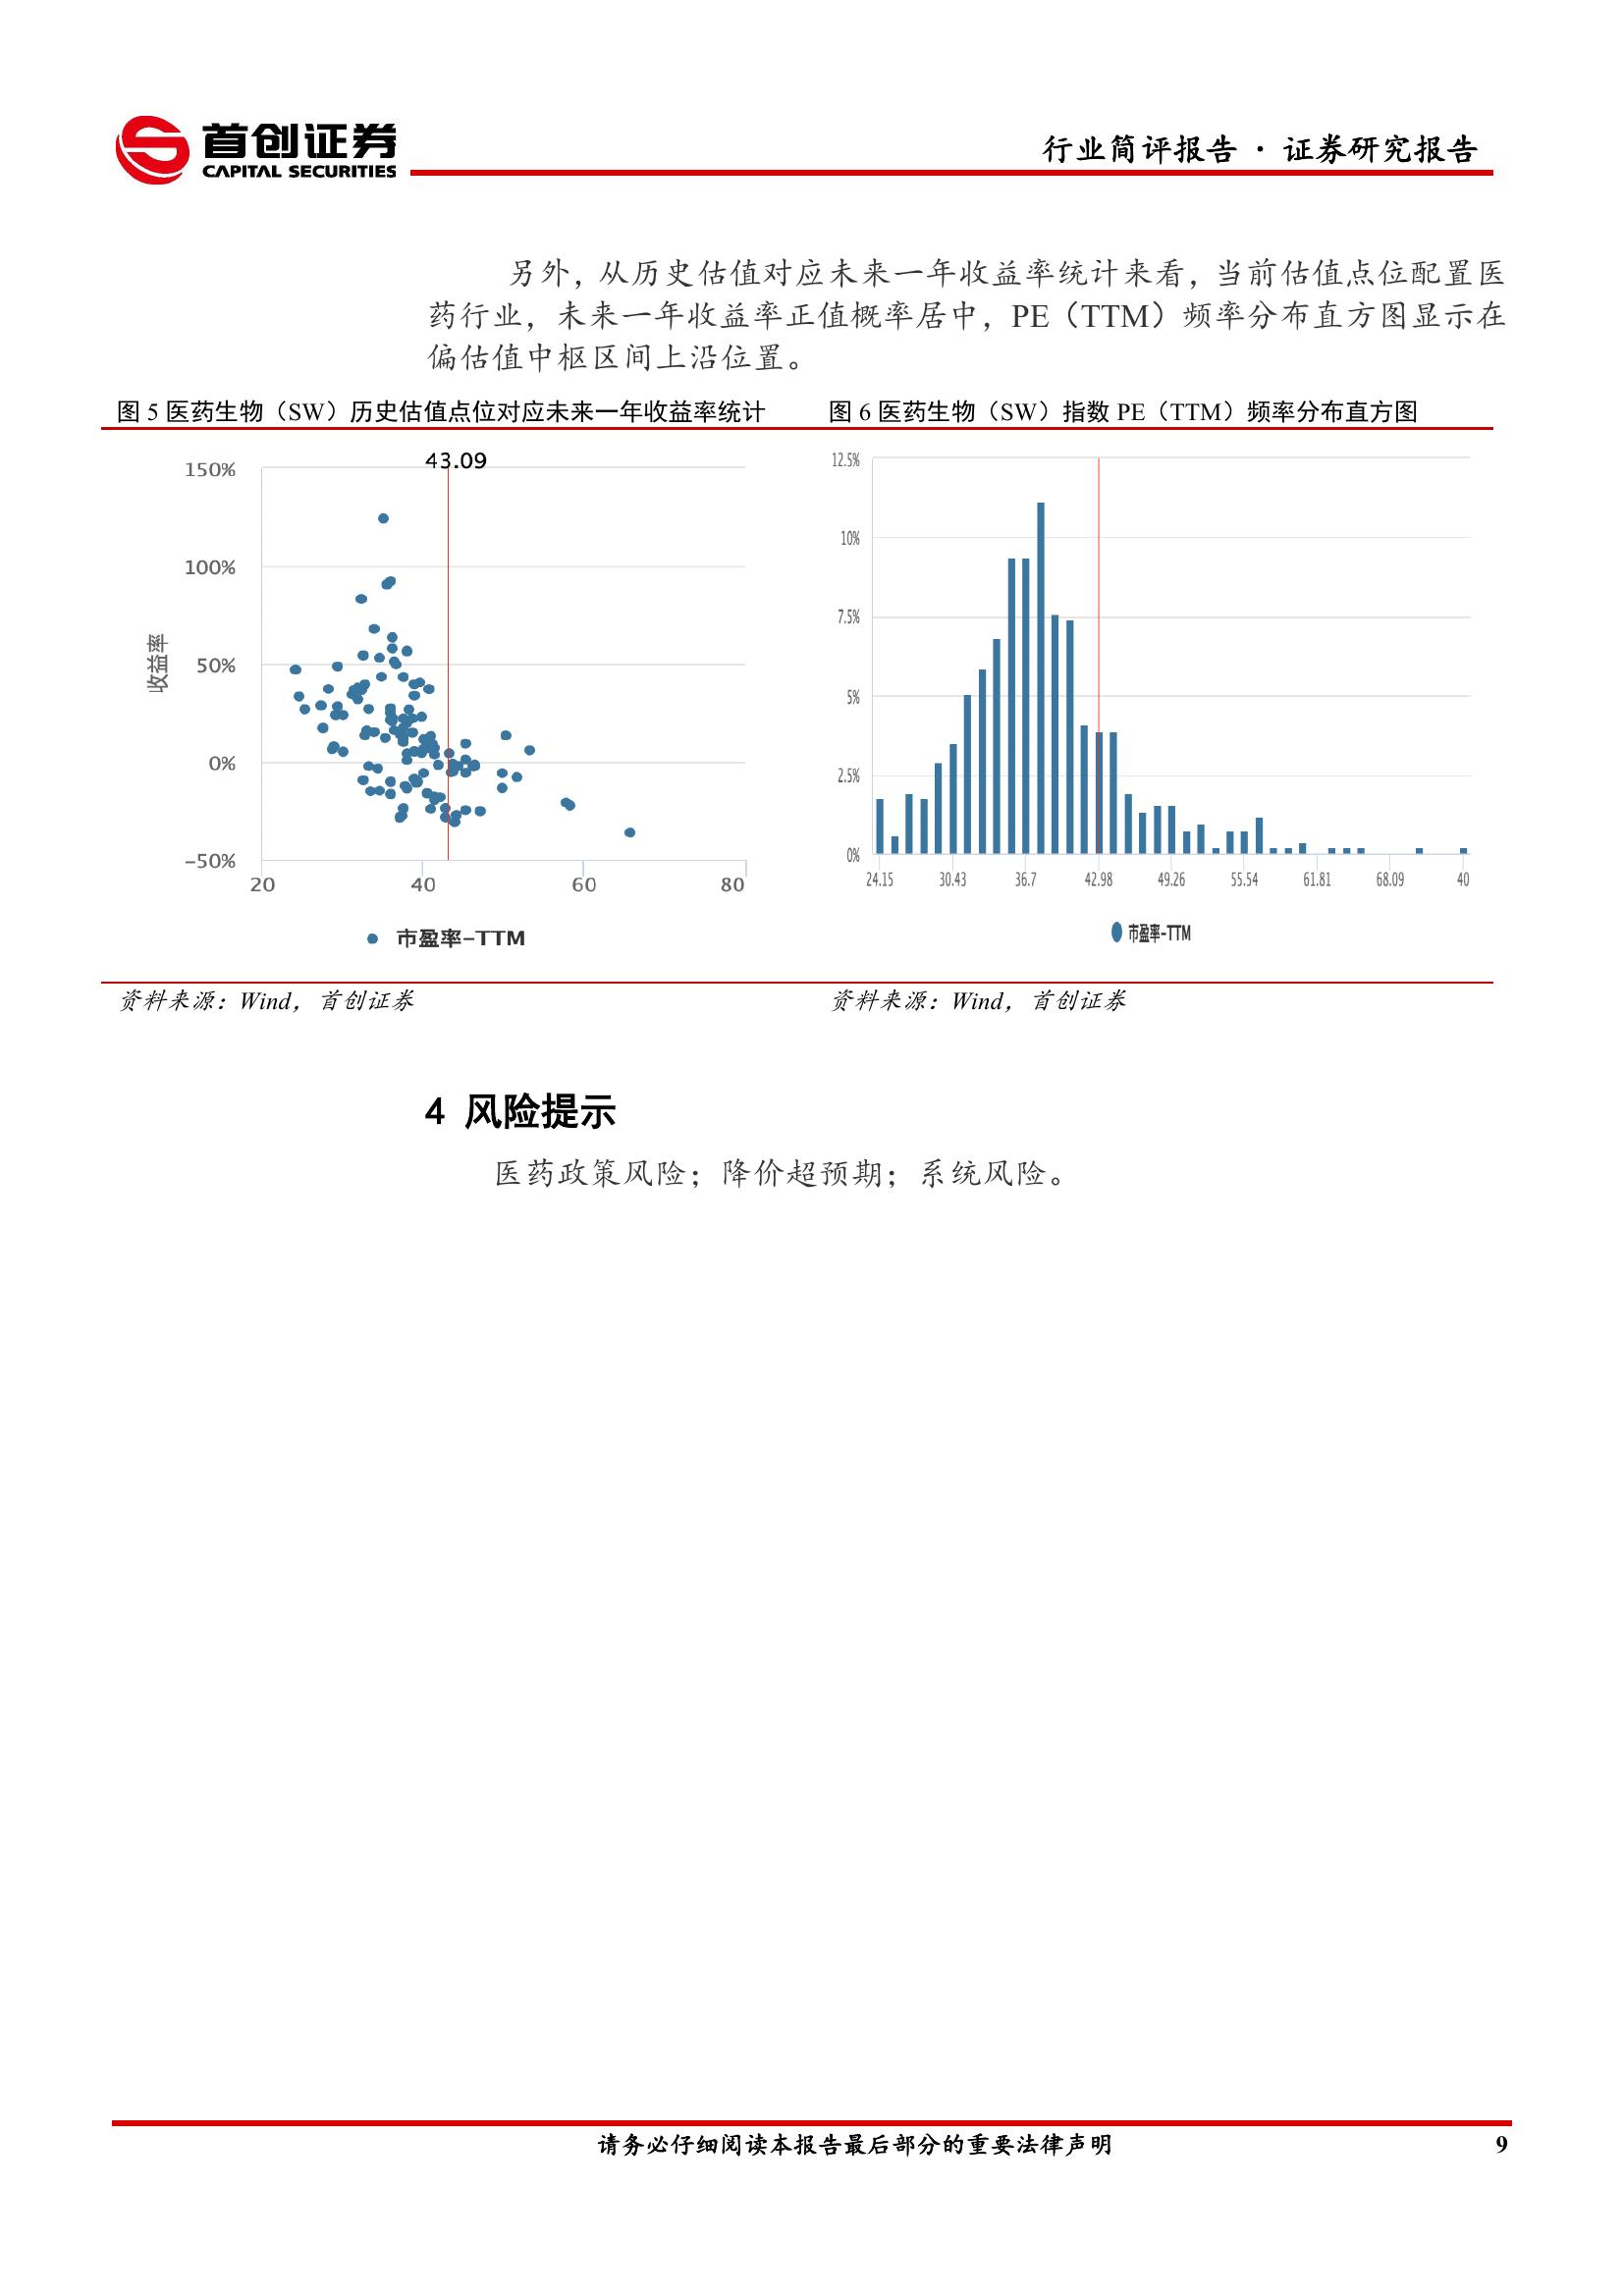 首创证券
CAPITAL SECURITIES
行业简评报告 · 证券研究报告
另外，从历史估值对应未来一年收益率统计来看，当前估值点位配置医
药行业，未来一年收益率正值概率居中，PE（TTM）频率分布直方图显示在
偏估值中枢区间上沿位置。
图 5 医药生物（SW）历史估值点位对应未来一年收益率统计
43.09
150%
100%
50%
0%
-50%
收益率
20 40 60 80
市盈率-TTM
资料来源：Wind，首创证券
图 6 医药生物（SW）指数 PE（TTM）频率分布直方图
12.5%
10%
7.5%
5%
2.5%
0%
24.15 30.43 36.7 42.98 49.26 55.54 61.81 68.09 40
市盈率-TTM
资料来源：Wind，首创证券
4 风险提示
医药政策风险；降价超预期；系统风险。
请务必仔细阅读本报告最后部分的重要法律声明 9